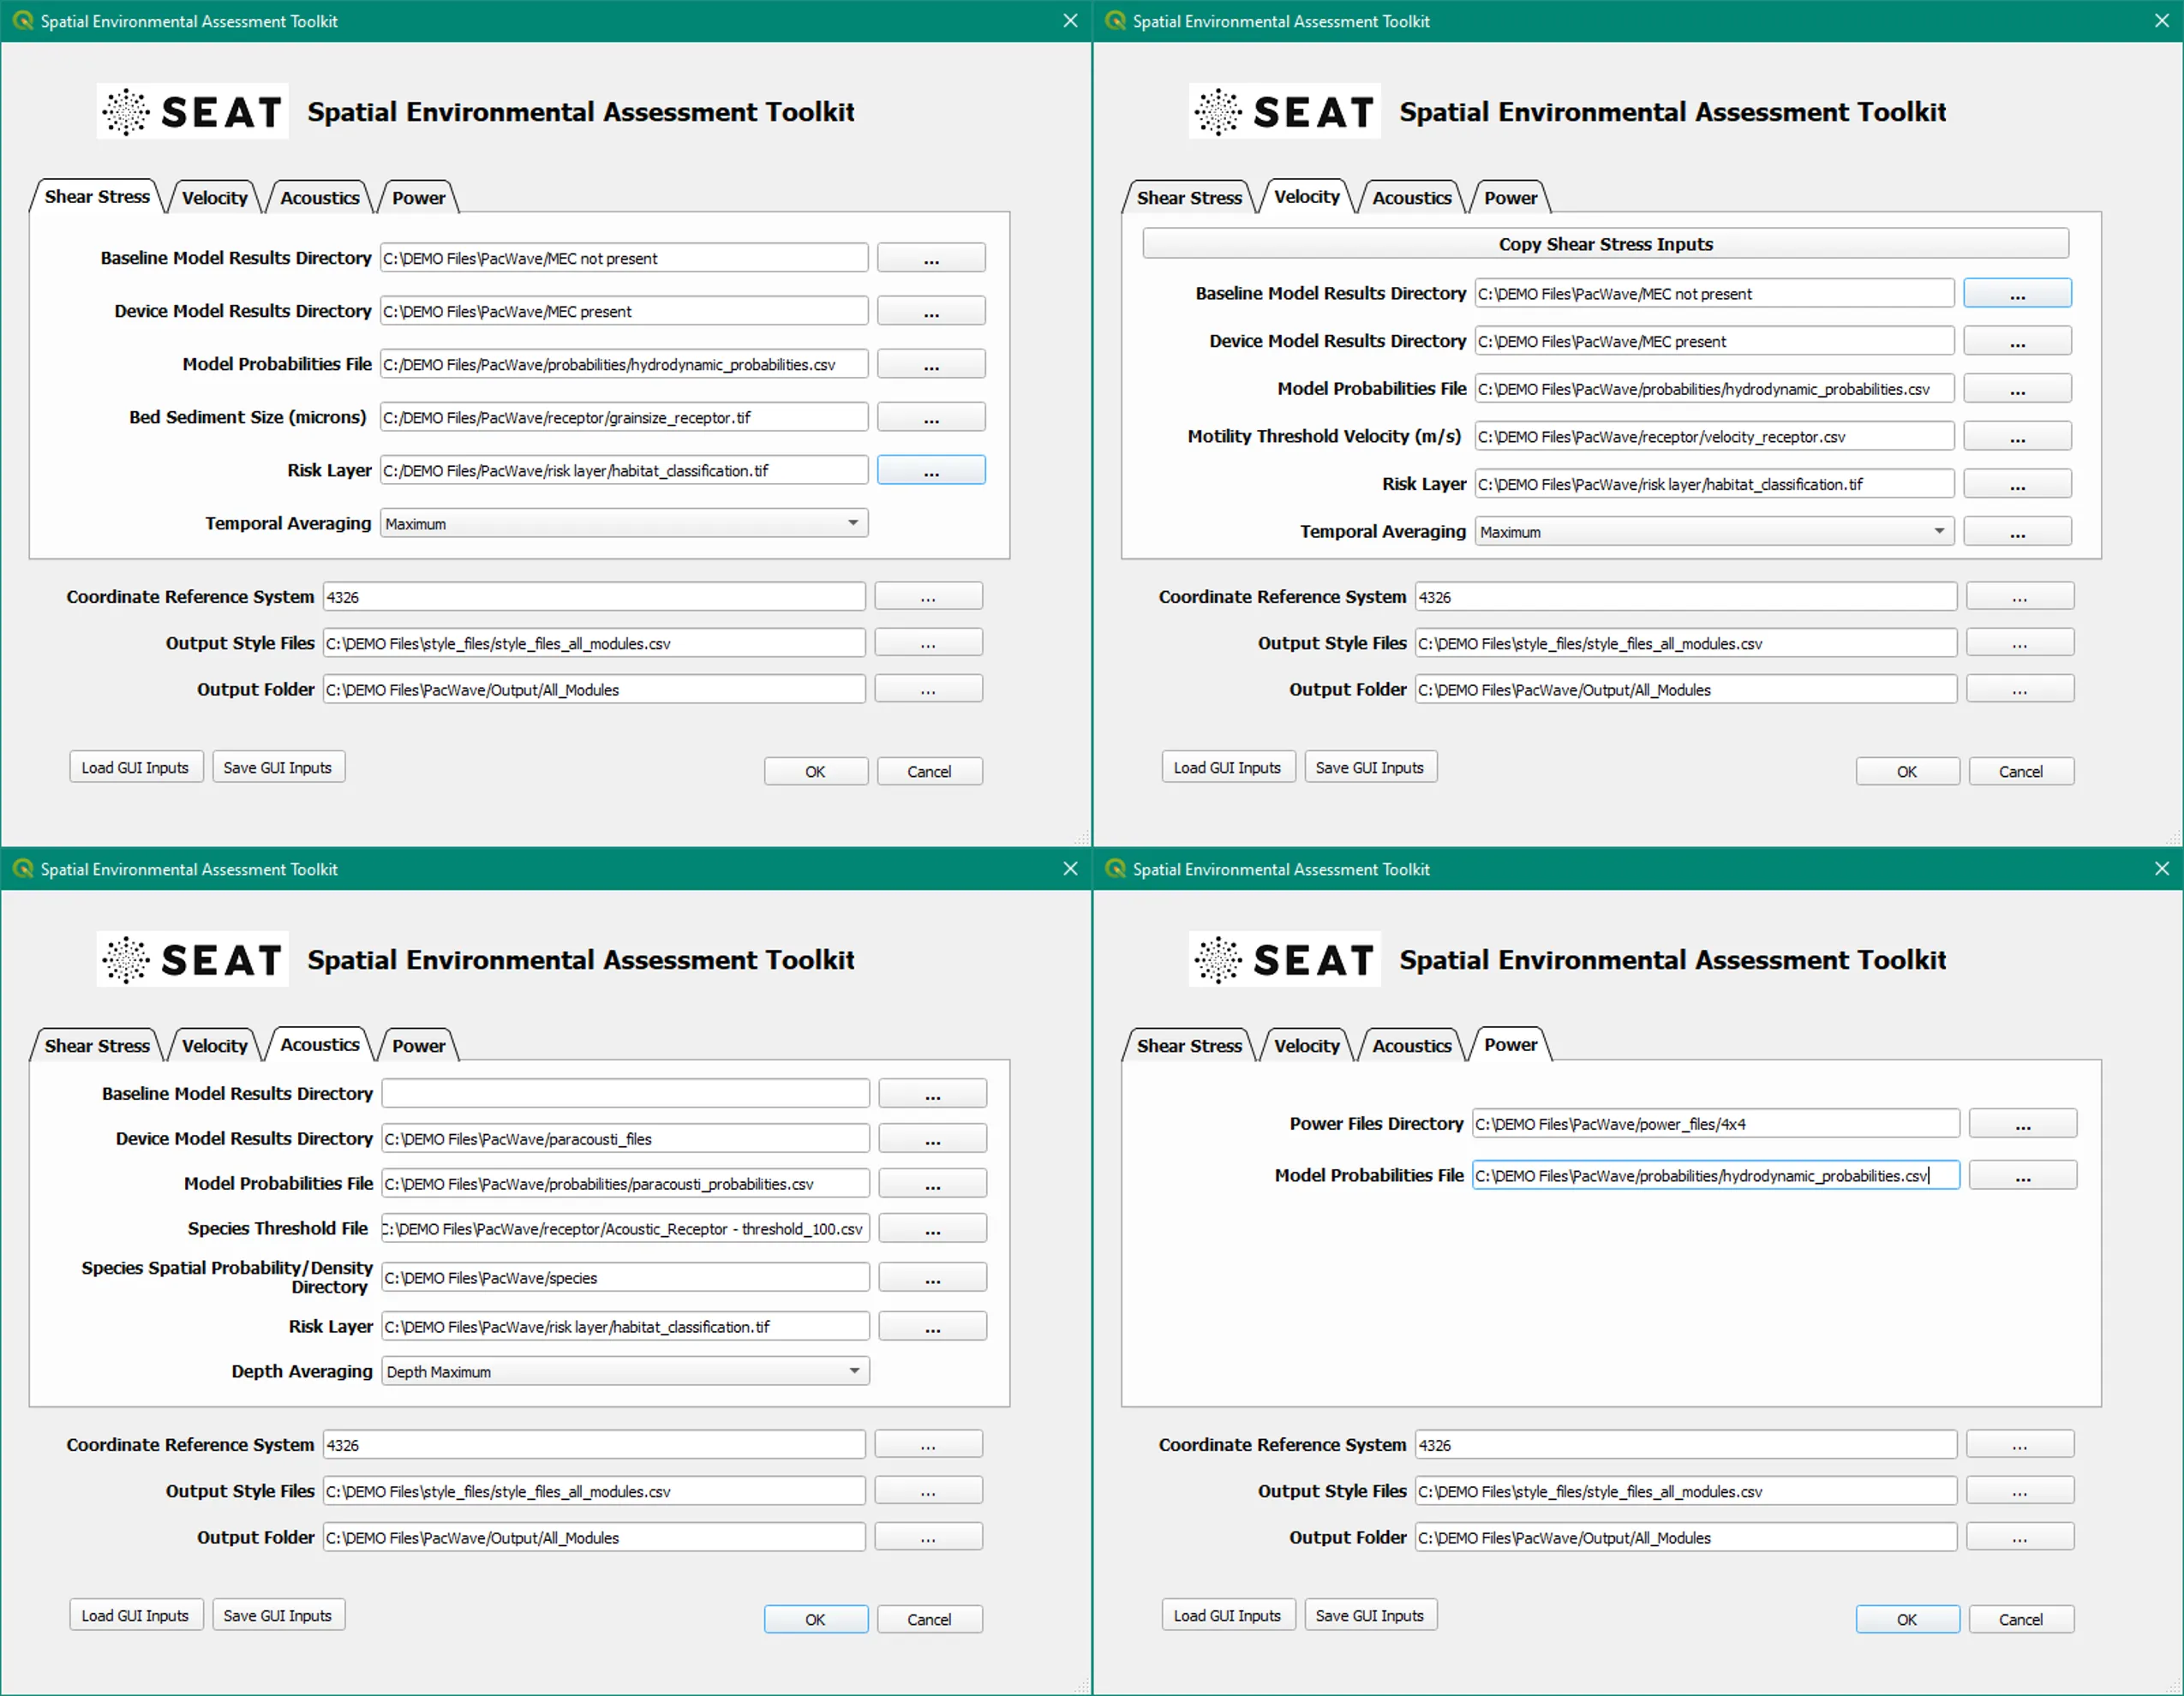 Spatial Environmental Assessment Toolkit
SEAT Spatial Environmental Assessment Toolkit
Shear Stress Velocity Acoustics Power
Baseline Model Results Directory C:\DEMO Files\PacWave/MEC not present ...
Device Model Results Directory C:\DEMO Files\PacWave/MEC present ...
Model Probabilities File C:/DEMO Files/PacWave/probabilities/hydrodynamic_probabilities.csv ...
Bed Sediment Size (microns) C:/DEMO Files/PacWave/receptor/grainsize_receptor.tif ...
Risk Layer C:/DEMO Files/PacWave/risk layer/habitat_classification.tif ...
Temporal Averaging Maximum
Coordinate Reference System 4326 ...
Output Style Files C:\DEMO Files\style_files/style_files_all_modules.csv ...
Output Folder C:\DEMO Files\PacWave/Output/All_Modules ...
Load GUI Inputs Save GUI Inputs OK Cancel
Spatial Environmental Assessment Toolkit
SEAT Spatial Environmental Assessment Toolkit
Shear Stress Velocity Acoustics Power
Copy Shear Stress Inputs
Baseline Model Results Directory C:\DEMO Files\PacWave/MEC not present ...
Device Model Results Directory C:\DEMO Files\PacWave/MEC present ...
Model Probabilities File C:\DEMO Files\PacWave/probabilities/hydrodynamic_probabilities.csv ...
Motility Threshold Velocity (m/s) C:\DEMO Files\PacWave/receptor/velocity_receptor.csv ...
Risk Layer C:\DEMO Files\PacWave/risk layer/habitat_classification.tif ...
Temporal Averaging Maximum ...
Coordinate Reference System 4326 ...
Output Style Files C:\DEMO Files\style_files/style_files_all_modules.csv ...
Output Folder C:\DEMO Files\PacWave/Output/All_Modules ...
Load GUI Inputs Save GUI Inputs OK Cancel
Spatial Environmental Assessment Toolkit
SEAT Spatial Environmental Assessment Toolkit
Shear Stress Velocity Acoustics Power
Baseline Model Results Directory ...
Device Model Results Directory C:\DEMO Files\PacWave/paracousti_files ...
Model Probabilities File C:\DEMO Files\PacWave/probabilities/paracousti_probabilities.csv ...
Species Threshold File C:\DEMO Files\PacWave/receptor/Acoustic_Receptor - threshold_100.csv ...
Species Spatial Probability/Density
Directory C:\DEMO Files\PacWave/species ...
Risk Layer C:\DEMO Files\PacWave/risk layer/habitat_classification.tif ...
Depth Averaging Depth Maximum
Coordinate Reference System 4326 ...
Output Style Files C:\DEMO Files\style_files/style_files_all_modules.csv ...
Output Folder C:\DEMO Files\PacWave/Output/All_Modules ...
Load GUI Inputs Save GUI Inputs OK Cancel
Spatial Environmental Assessment Toolkit
SEAT Spatial Environmental Assessment Toolkit
Shear Stress Velocity Acoustics Power
Power Files Directory C:\DEMO Files\PacWave/power_files/4x4 ...
Model Probabilities File C:\DEMO Files\PacWave/probabilities/hydrodynamic_probabilities.csv ...
Coordinate Reference System 4326 ...
Output Style Files C:\DEMO Files\style_files/style_files_all_modules.csv ...
Output Folder C:\DEMO Files\PacWave/Output/All_Modules ...
Load GUI Inputs Save GUI Inputs OK Cancel